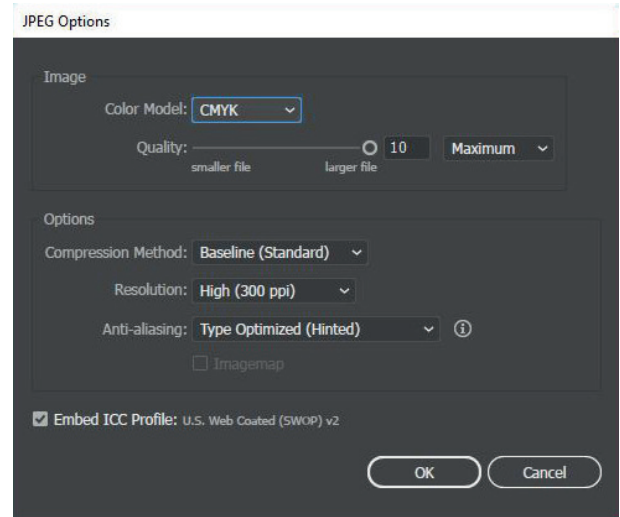 JPEG Options
Image
Color Model: CMYK
Quality: 10 Maximum
smaller file larger file
Options
Compression Method: Baseline (Standard)
Resolution: High (300 ppi)
Anti-aliasing: Type Optimized (Hinted)
Imagemap
Embed ICC Profile: U.S. Web Coated (SWOP) v2
OK Cancel